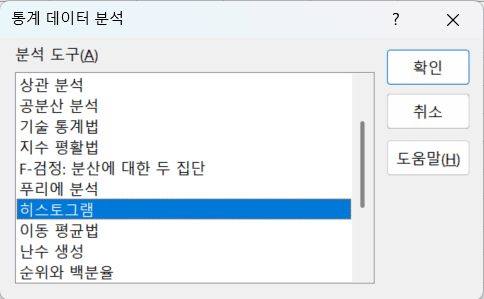 통계 데이터 분석
?
분석 도구(A)
상관 분석
공분산 분석
기술 통계법
지수 평활법
F-검정: 분산에 대한 두 집단
푸리에 분석
히스토그램
이동 평균법
난수 생성
순위와 백분율
확인
취소
도움말(H)